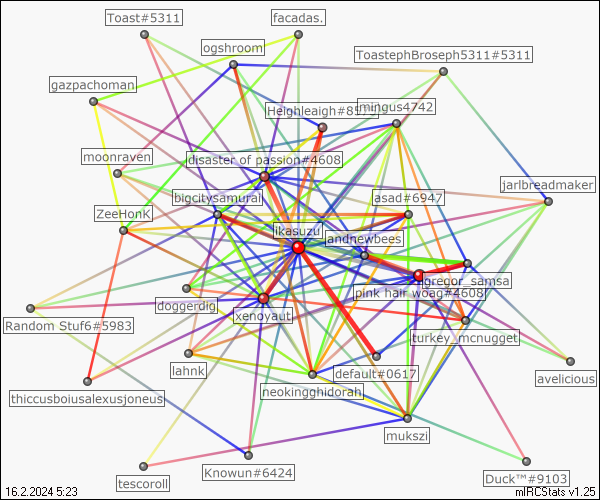 Toast#5311
facadas.
ogshroom
ToastephBroseph5311#5311
gazpachoman
mingus4742
moonraven
disaster of passion#4608
bigcitysamurai
asad#6947
jarlbreadmaker
ZeeHonK
ikasuzu
andnewbees
gregor_samsa
pink hair woag#4608
doggerdig
xenoyaut
Random Stuf6#5983
turkey_mcnugget
lahnk
default#0617
avelicious
thiccusboiusalexusjoneus
neokingghidorah
mukszi
tescoroll
Knowun#6424
Duck™#9103
16.2.2024 5:23
mIRCStats v1.25